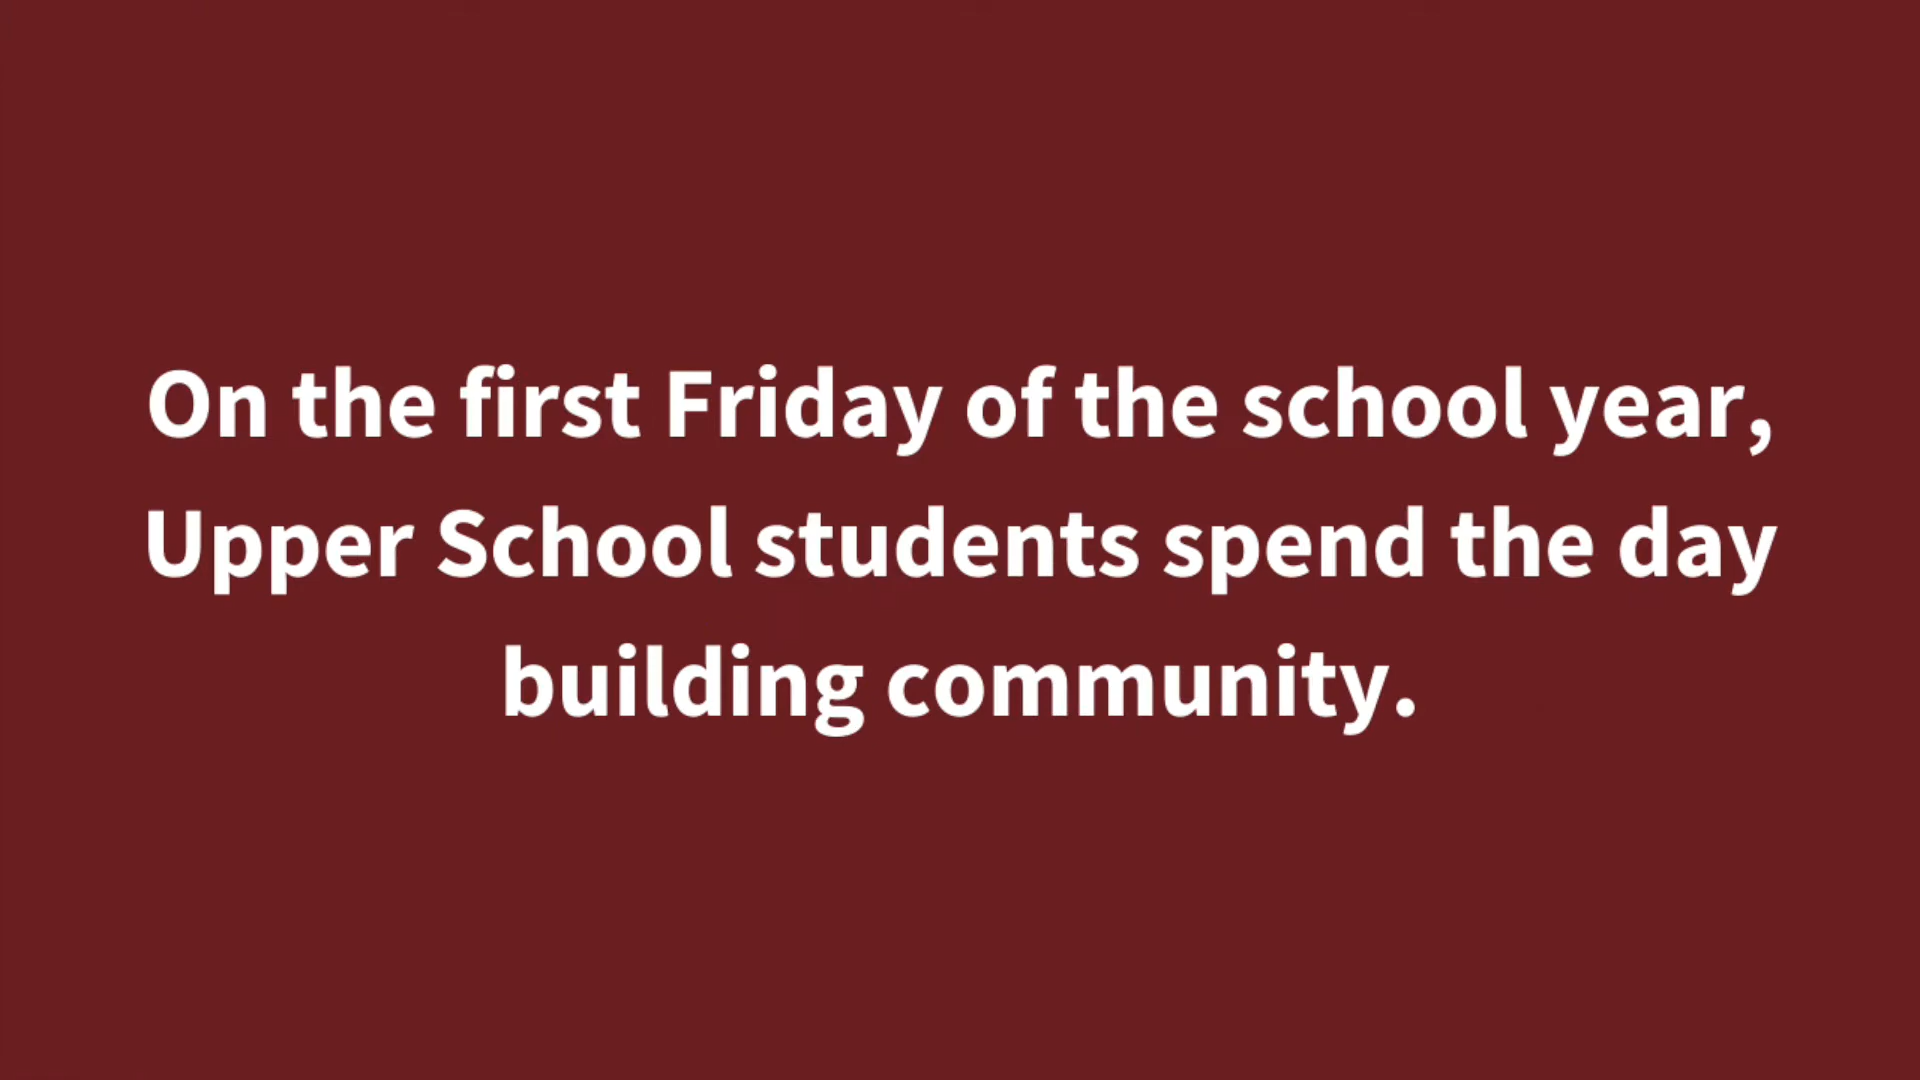 On the first Friday of the school year,
Upper School students spend the day
building community.